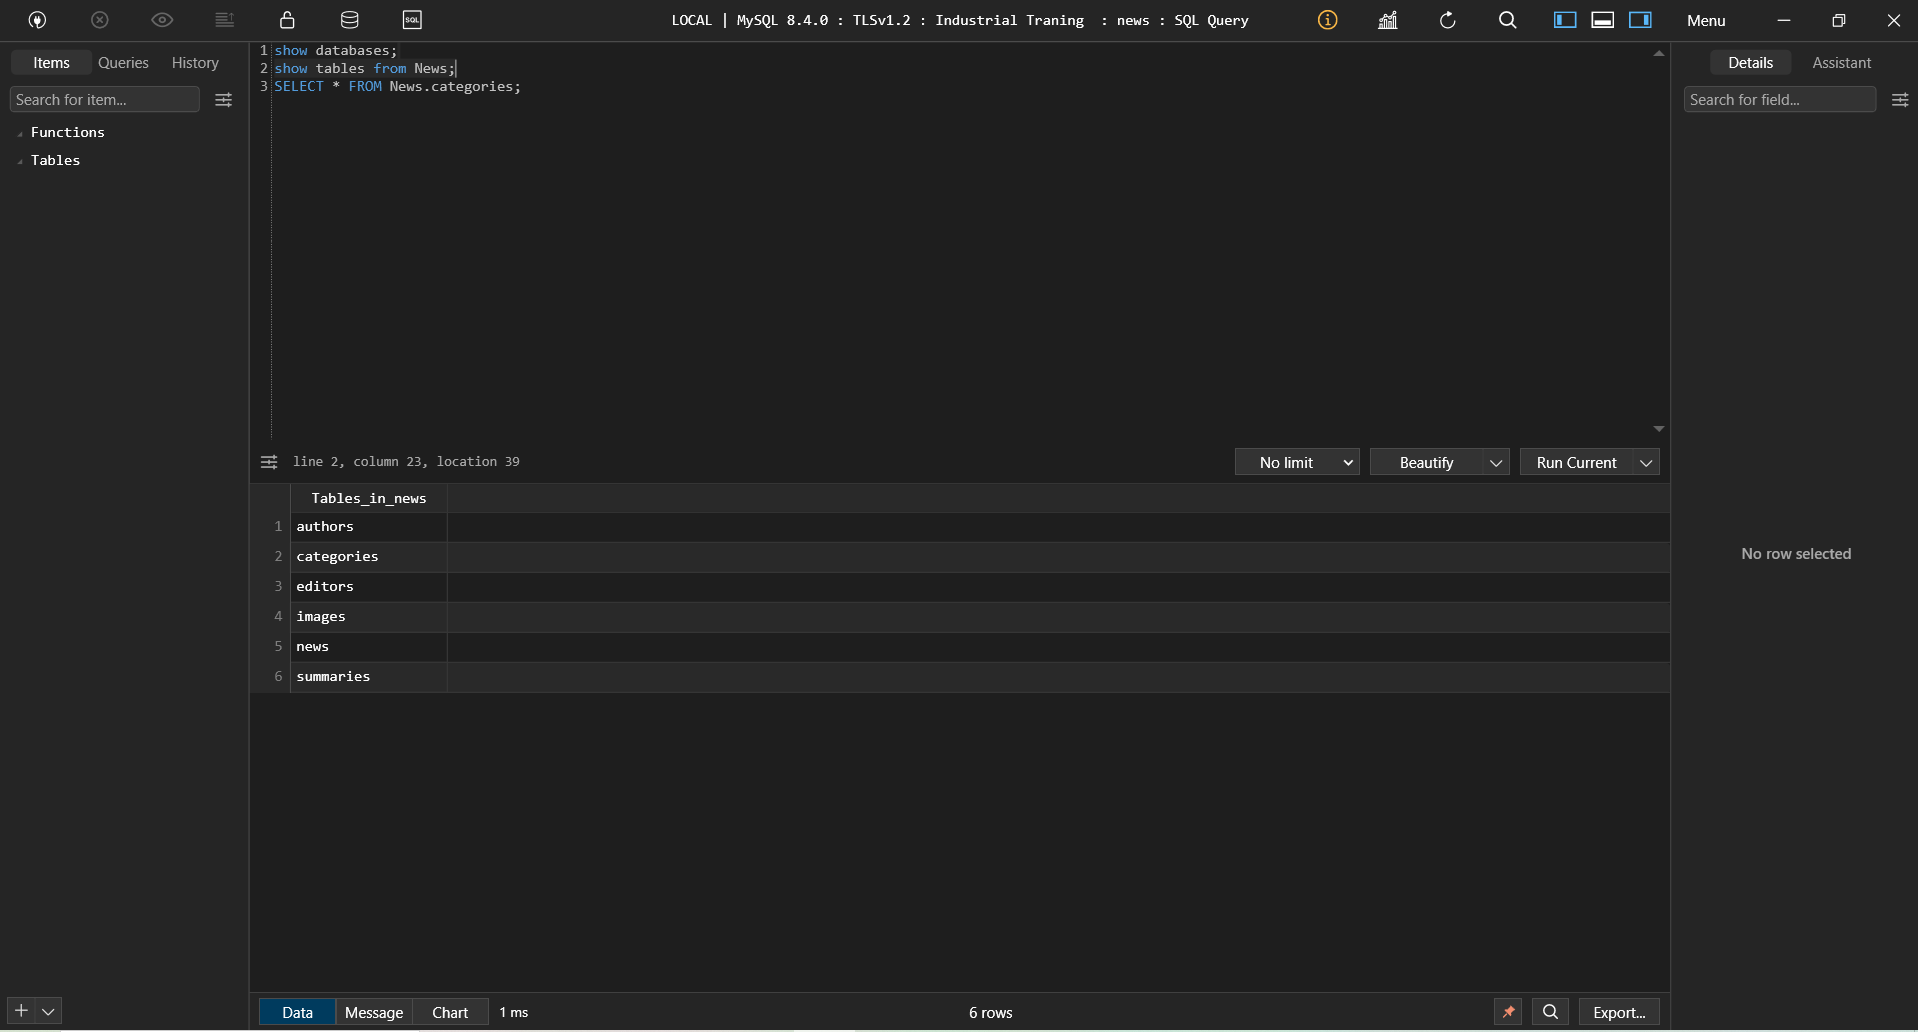 SQL
LOCAL | MySQL 8.4.0 : TLSv1.2 : Industrial Traning : news : SQL Query
Menu
Items Queries History
Search for item...
Functions
Tables
1 show databases;
2 show tables from News;
3 SELECT * FROM News.categories;
Details Assistant
Search for field...
line 2, column 23, location 39
No limit
Beautify
Run Current
Tables_in_news
1 authors
2 categories
3 editors
4 images
5 news
6 summaries
No row selected
Data Message Chart 1 ms
6 rows
Export...